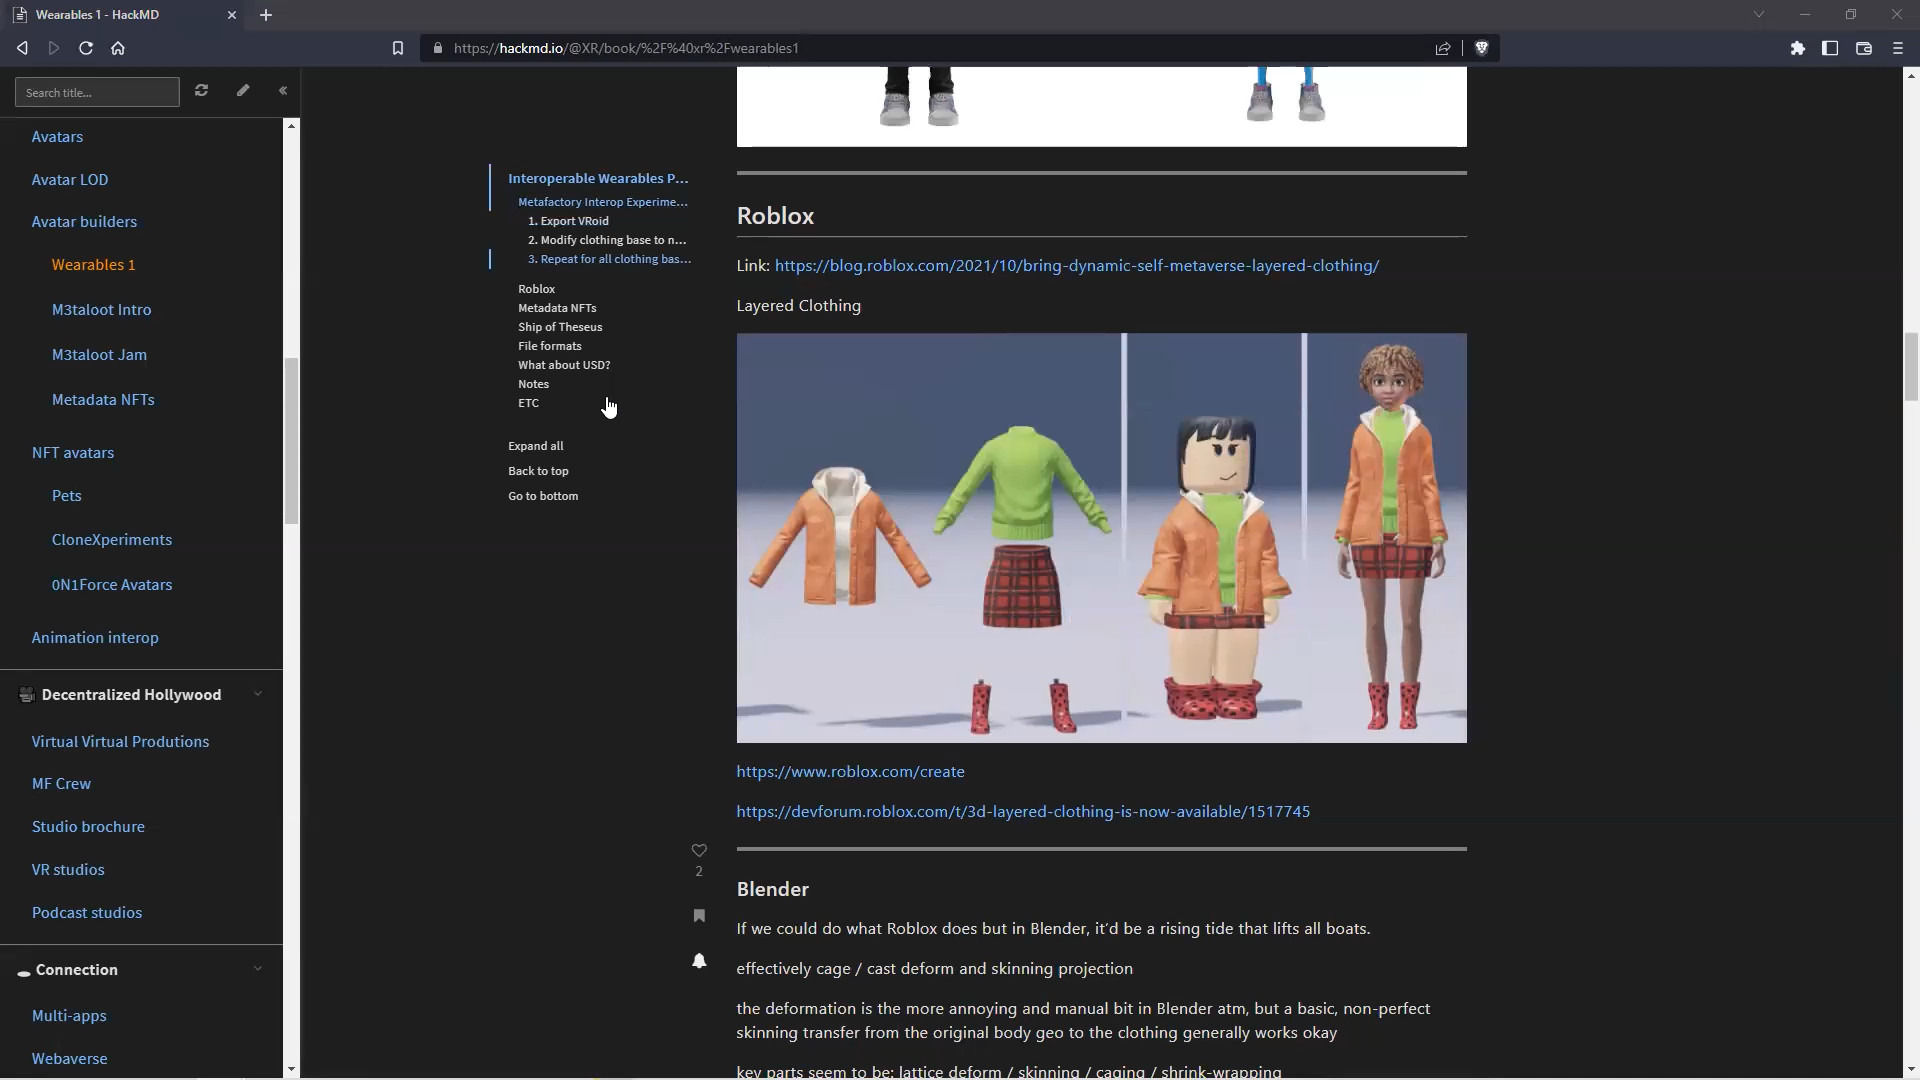 Wearables 1 - HackMD
https://hackmd.io/@XR/book/%2F%40xr%2Fwearables1
Search title...
Avatars
Avatar LOD
Avatar builders
Wearables 1
M3taloot Intro
M3taloot Jam
Metadata NFTs
NFT avatars
Pets
CloneXperiments
0N1Force Avatars
Animation interop
Decentralized Hollywood
Virtual Virtual Produtions
MF Crew
Studio brochure
VR studios
Podcast studios
Connection
Multi-apps
Webaverse
Interoperable Wearables P...
Metafactory Interop Experime...
1. Export VRoid
2. Modify clothing base to n...
3. Repeat for all clothing bas...
Roblox
Metadata NFTs
Ship of Theseus
File formats
What about USD?
Notes
ETC
Expand all
Back to top
Go to bottom
2
Roblox
Link: https://blog.roblox.com/2021/10/bring-dynamic-self-metaverse-layered-clothing/
Layered Clothing
https://www.roblox.com/create
https://devforum.roblox.com/t/3d-layered-clothing-is-now-available/1517745
Blender
If we could do what Roblox does but in Blender, it'd be a rising tide that lifts all boats.
effectively cage / cast deform and skinning projection
the deformation is the more annoying and manual bit in Blender atm, but a basic, non-perfect
skinning transfer from the original body geo to the clothing generally works okay
key parts seem to be: lattice deform / skinning / caging / shrink-wrapping